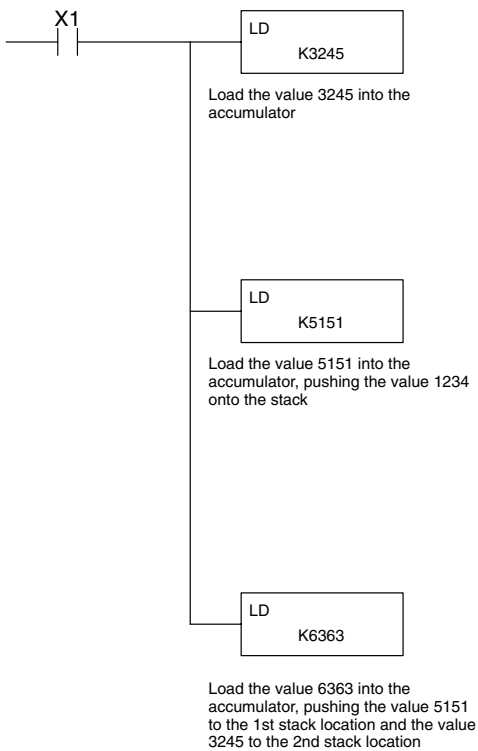 X1
LD
K3245
Load the value 3245 into the
accumulator
LD
K5151
Load the value 5151 into the
accumulator, pushing the value 1234
onto the stack
LD
K6363
Load the value 6363 into the
accumulator, pushing the value 5151
to the 1st stack location and the value
3245 to the 2nd stack location